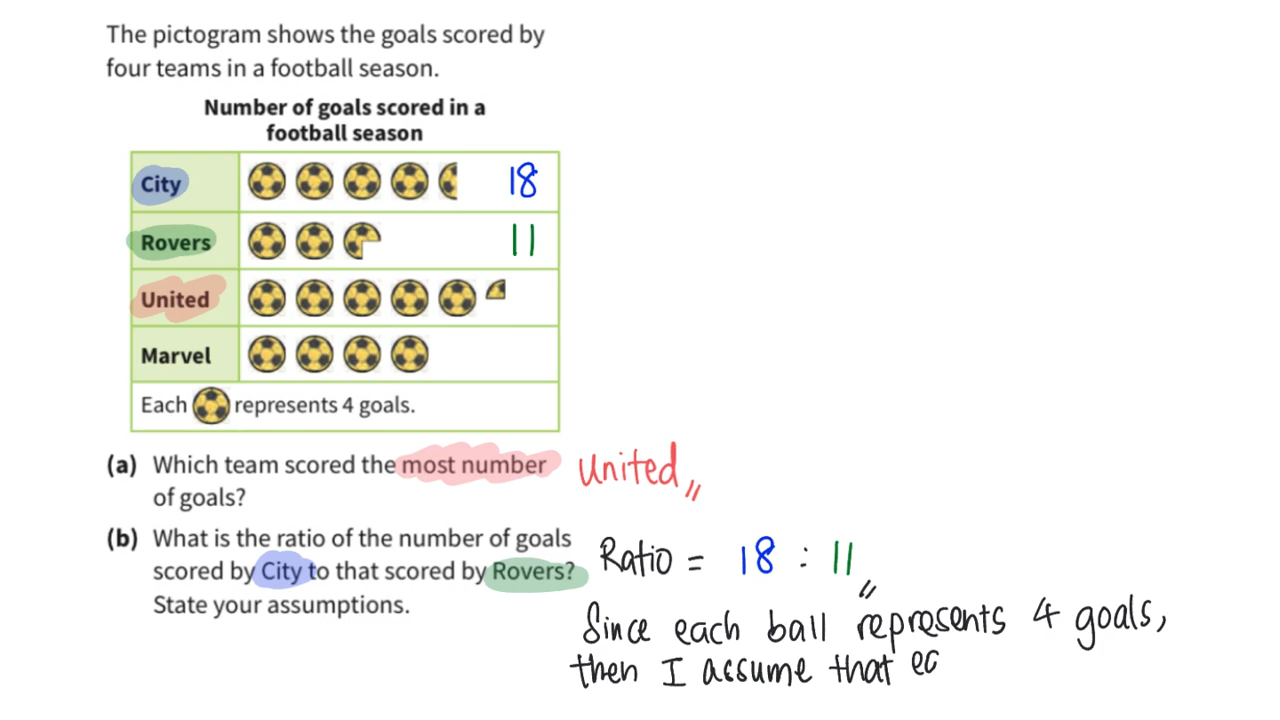 The pictogram shows the goals scored by
four teams in a football season.
Number of goals scored in a
football season
City 18
Rovers 11
United
Marvel
Each represents 4 goals.
(a) Which team scored the most number
of goals?
United
(b) What is the ratio of the number of goals
scored by City to that scored by Rovers?
State your assumptions.
Ratio = 18 : 11
Since each ball represents 4 goals,
then I assume that ea